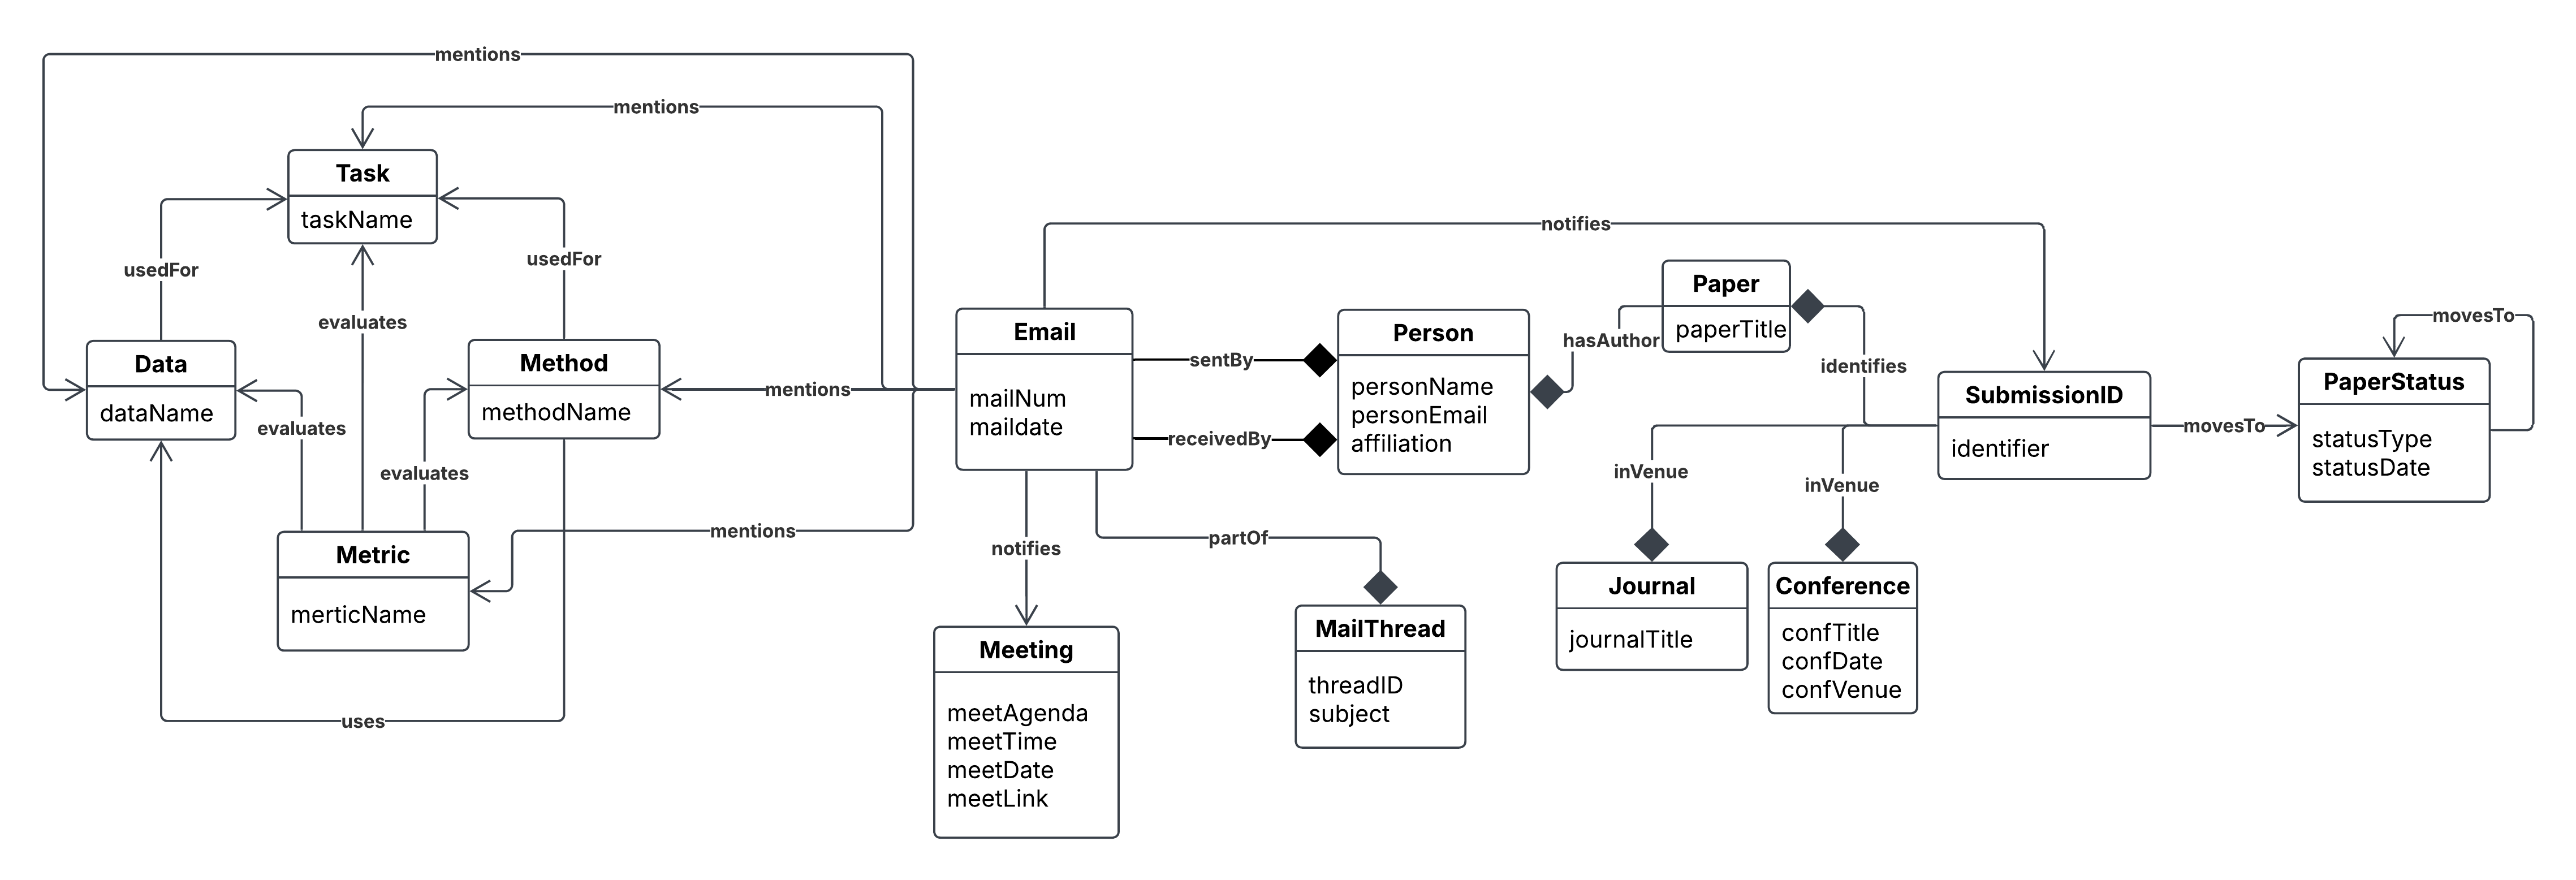 mentions
mentions
Task
taskName
usedFor
usedFor
evaluates
Data
dataName
Method
methodName
evaluates
evaluates
mentions
Metric
merticName
mentions
uses
notifies
Email
mailNum
maildate
sentBy
receivedBy
Person
personName
personEmail
affiliation
hasAuthor
Paper
paperTitle
identifies
SubmissionID
identifier
movesTo
movesTo
PaperStatus
statusType
statusDate
notifies
partOf
inVenue
inVenue
Meeting
meetAgenda
meetTime
meetDate
meetLink
MailThread
threadID
subject
Journal
journalTitle
Conference
confTitle
confDate
confVenue